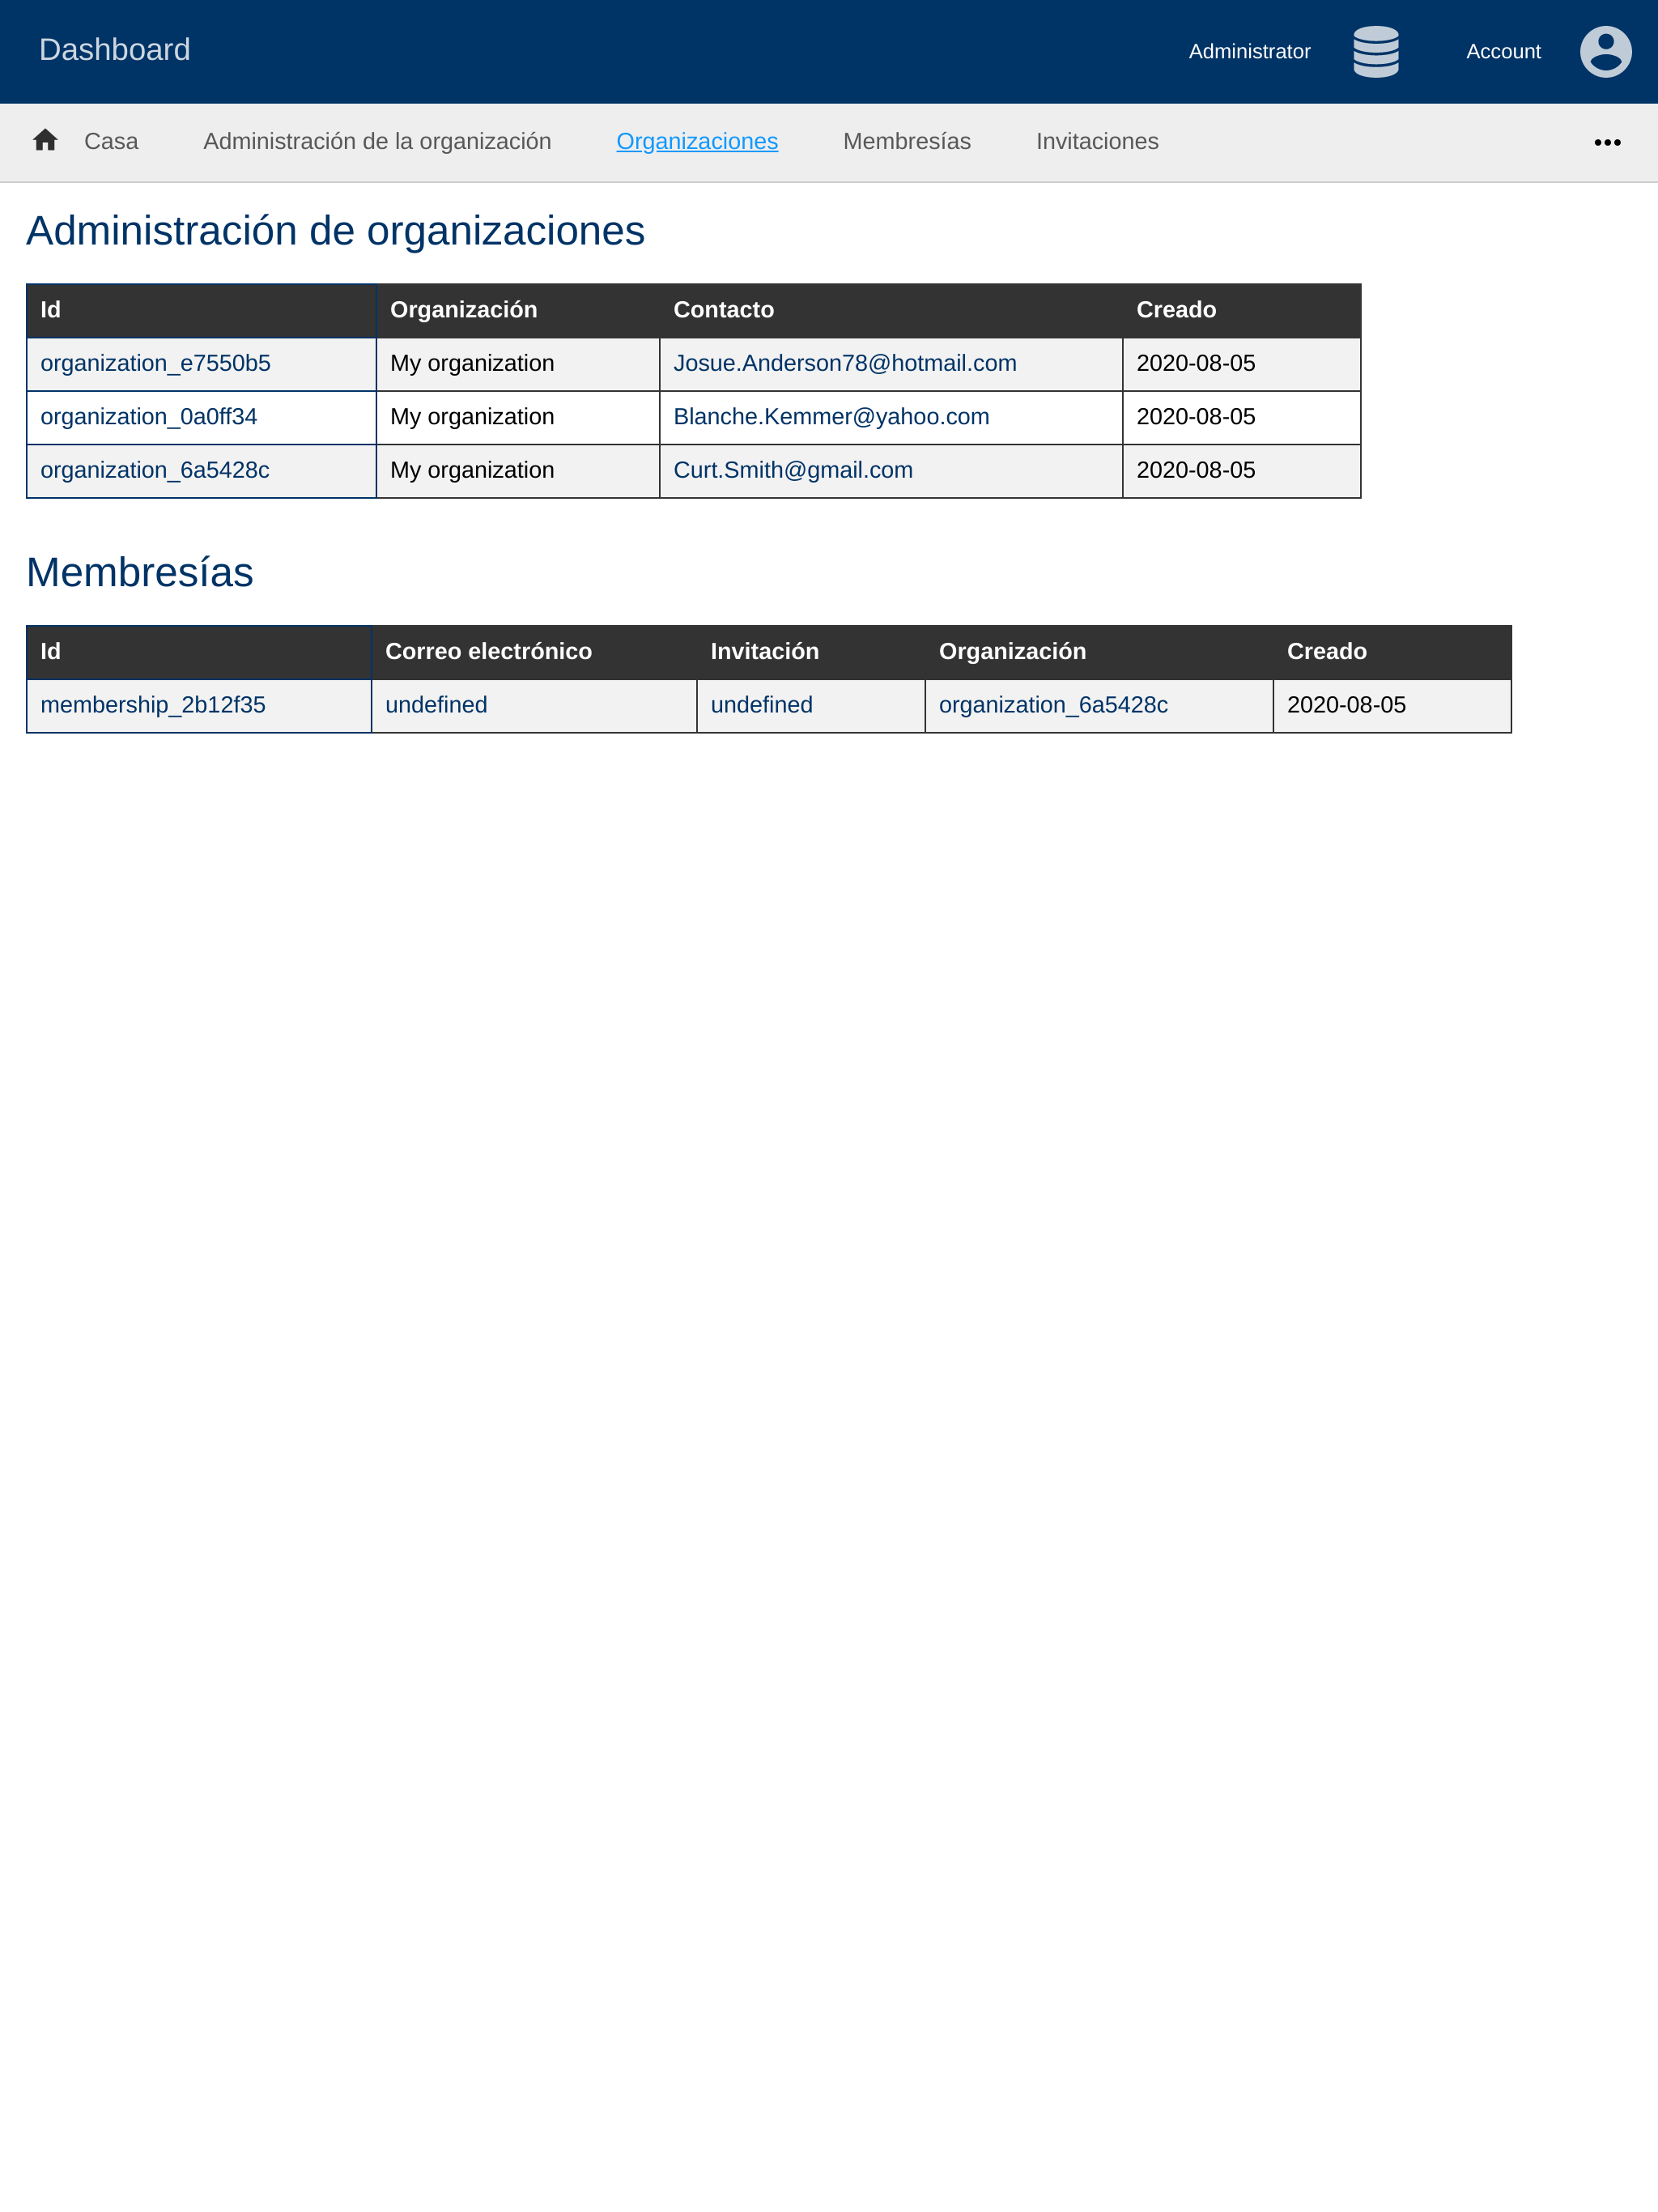 Dashboard Administrator Account
Casa Administración de la organización Organizaciones Membresías Invitaciones
Administración de organizaciones
Id Organización Contacto Creado
organization_e7550b5 My organization Josue.Anderson78@hotmail.com 2020-08-05
organization_0a0ff34 My organization Blanche.Kemmer@yahoo.com 2020-08-05
organization_6a5428c My organization Curt.Smith@gmail.com 2020-08-05
Membresías
Id Correo electrónico Invitación Organización Creado
membership_2b12f35 undefined undefined organization_6a5428c 2020-08-05